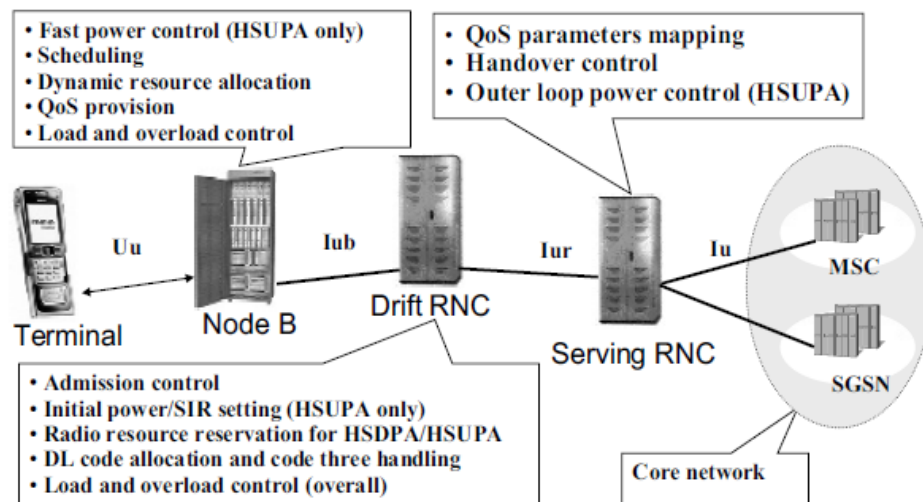 • Fast power control (HSUPA only)
• Scheduling
• Dynamic resource allocation
• QoS provision
• Load and overload control
• QoS parameters mapping
• Handover control
• Outer loop power control (HSUPA)
Uu
Iub
Iur
Iu
MSC
Terminal
Node B
Drift RNC
Serving RNC
SGSN
• Admission control
• Initial power/SIR setting (HSUPA only)
• Radio resource reservation for HSDPA/HSUPA
• DL code allocation and code three handling
• Load and overload control (overall)
Core network